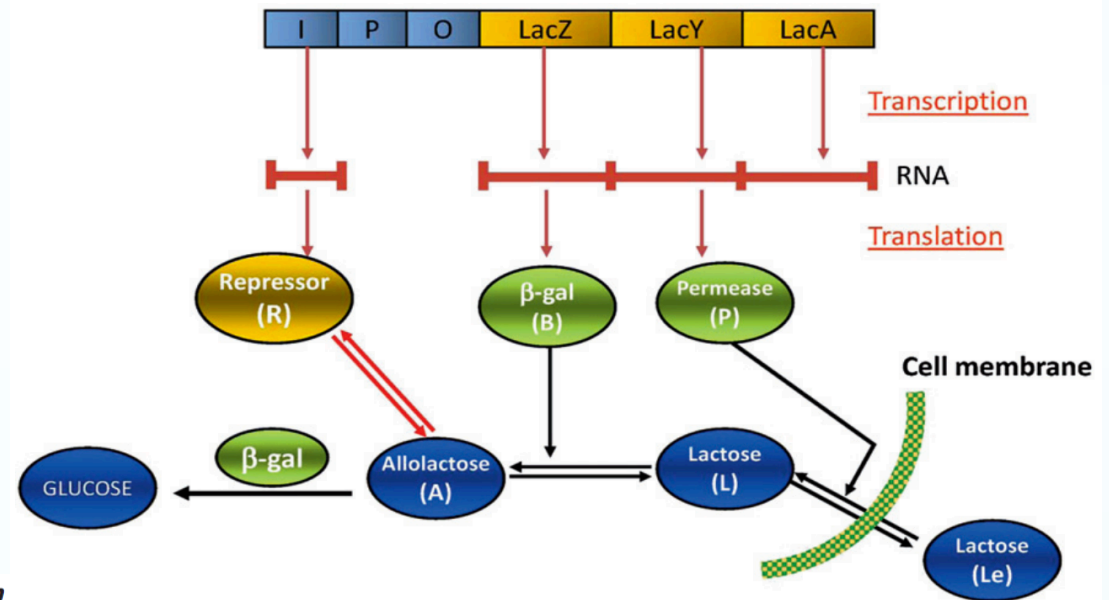 I P O LacZ LacY LacA
Transcription
RNA
Translation
Repressor
(R)
β-gal
(B)
Permease
(P)
Cell membrane
β-gal
GLUCOSE
Allolactose
(A)
Lactose
(L)
Lactose
(Le)